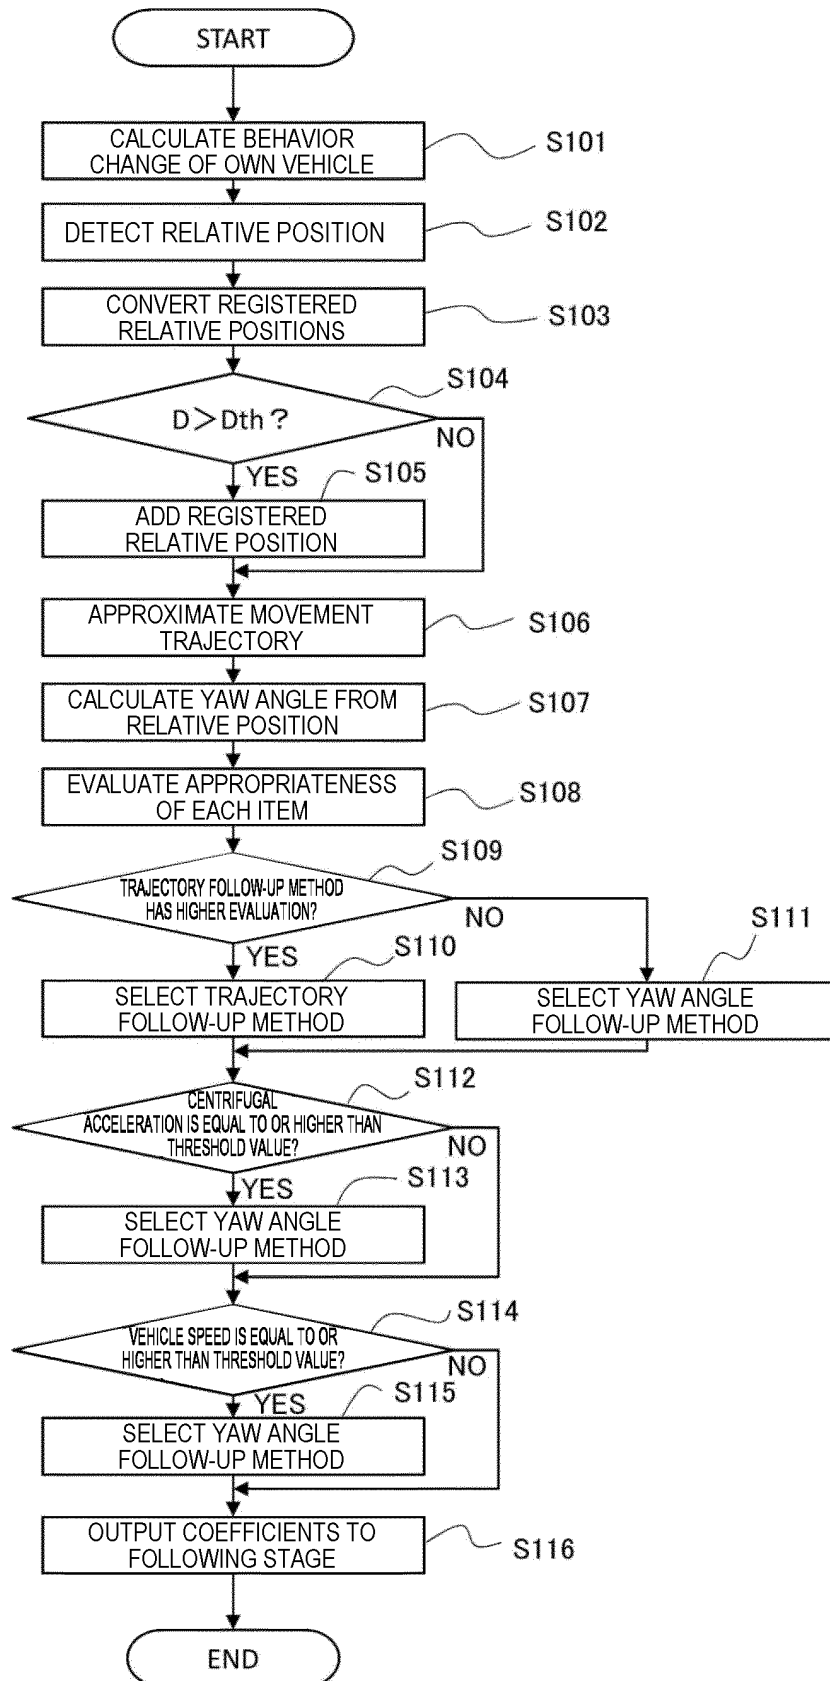 START
CALCULATE BEHAVIOR
CHANGE OF OWN VEHICLE
S101
DETECT RELATIVE POSITION
S102
CONVERT REGISTERED
RELATIVE POSITIONS
S103
S104
D＞Dth？
NO
YES
S105
ADD REGISTERED
RELATIVE POSITION
APPROXIMATE MOVEMENT
TRAJECTORY
S106
CALCULATE YAW ANGLE FROM
RELATIVE POSITION
S107
EVALUATE APPROPRIATENESS
OF EACH ITEM
S108
S109
TRAJECTORY FOLLOW-UP METHOD
HAS HIGHER EVALUATION?
NO
YES
S110
S111
SELECT TRAJECTORY
FOLLOW-UP METHOD
SELECT YAW ANGLE
FOLLOW-UP METHOD
S112
CENTRIFUGAL
ACCELERATION IS EQUAL TO OR HIGHER THAN
THRESHOLD VALUE?
NO
YES
S113
SELECT YAW ANGLE
FOLLOW-UP METHOD
S114
VEHICLE SPEED IS EQUAL TO OR
HIGHER THAN THRESHOLD VALUE?
NO
YES
S115
SELECT YAW ANGLE
FOLLOW-UP METHOD
OUTPUT COEFFICIENTS TO
FOLLOWING STAGE
S116
END